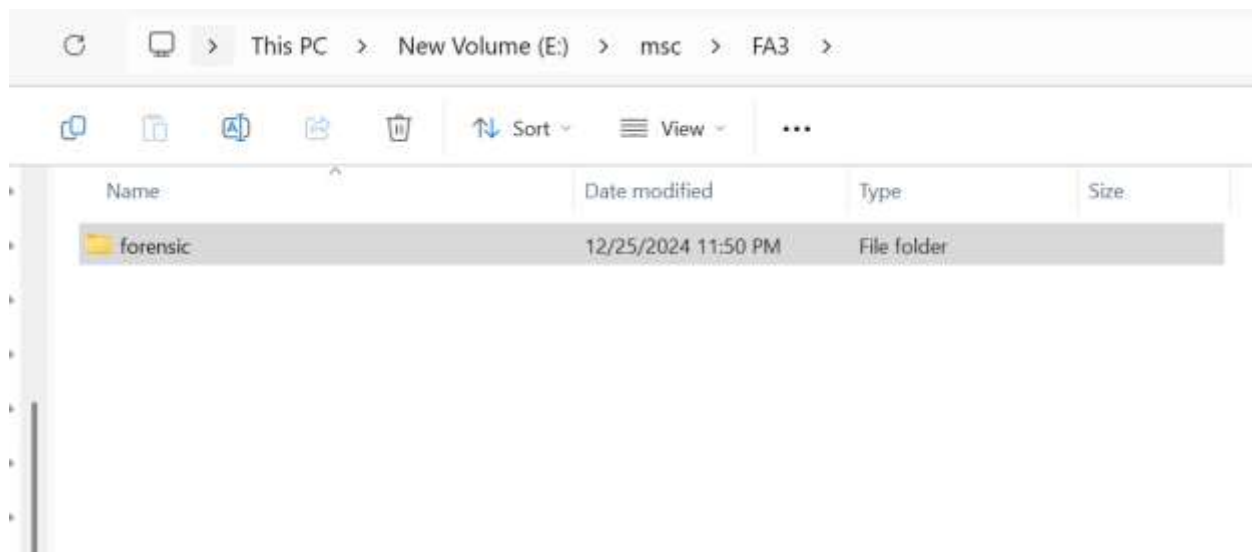 This PC > New Volume (E:) > msc > FA3 >
Sort View ...
Name Date modified Type Size
forensic 12/25/2024 11:50 PM File folder